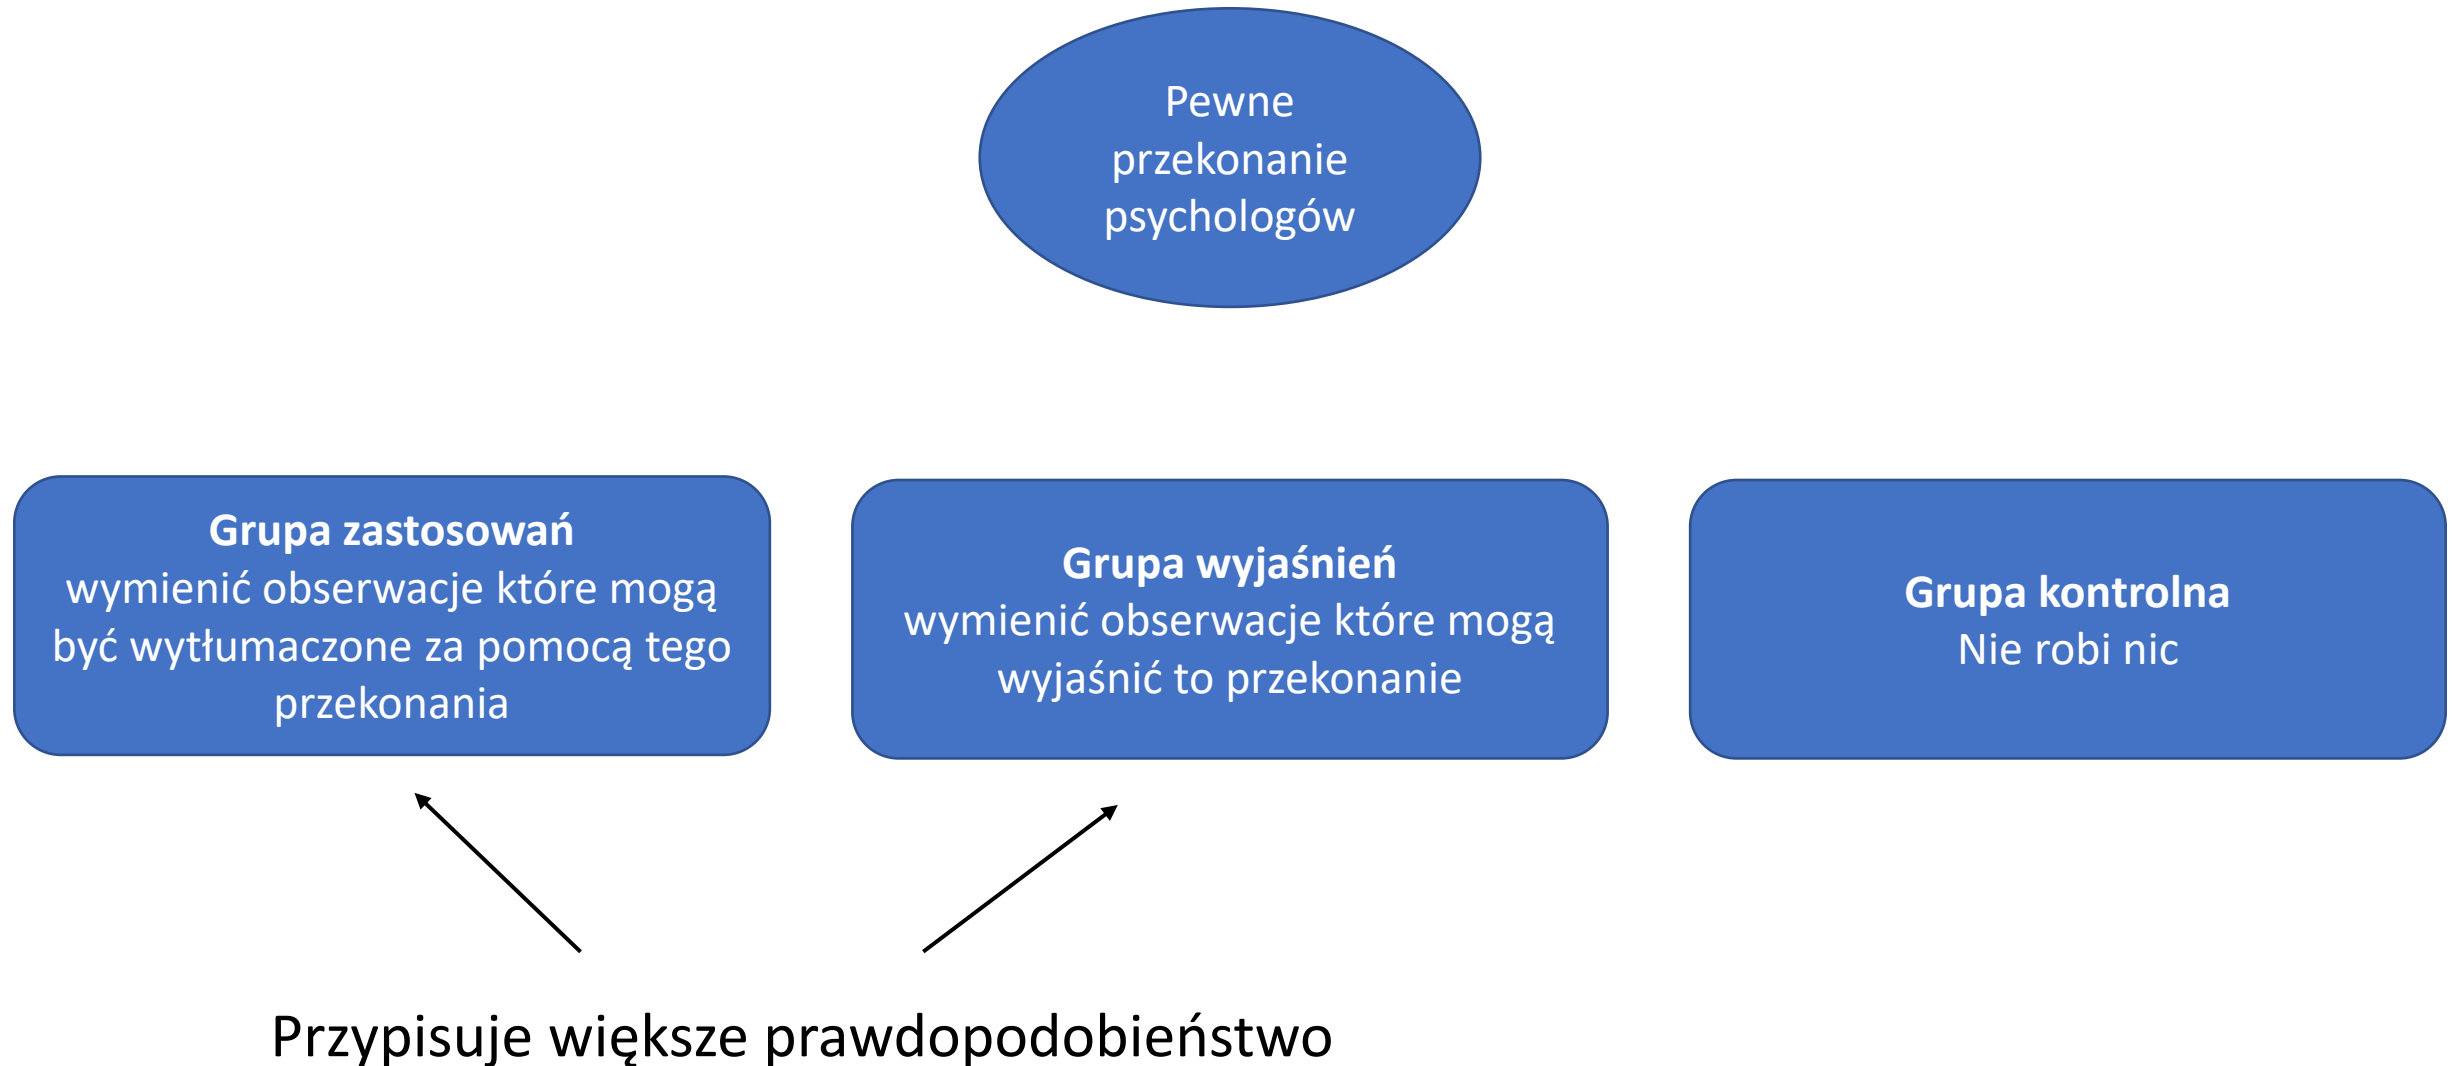 Pewne
przekonanie
psychologów
Grupa zastosowań
wymienić obserwacje które mogą
być wytłumaczone za pomocą tego
przekonania
Grupa wyjaśnień
wymienić obserwacje które mogą
wyjaśnić to przekonanie
Grupa kontrolna
Nie robi nic
Przypisuje większe prawdopodobieństwo